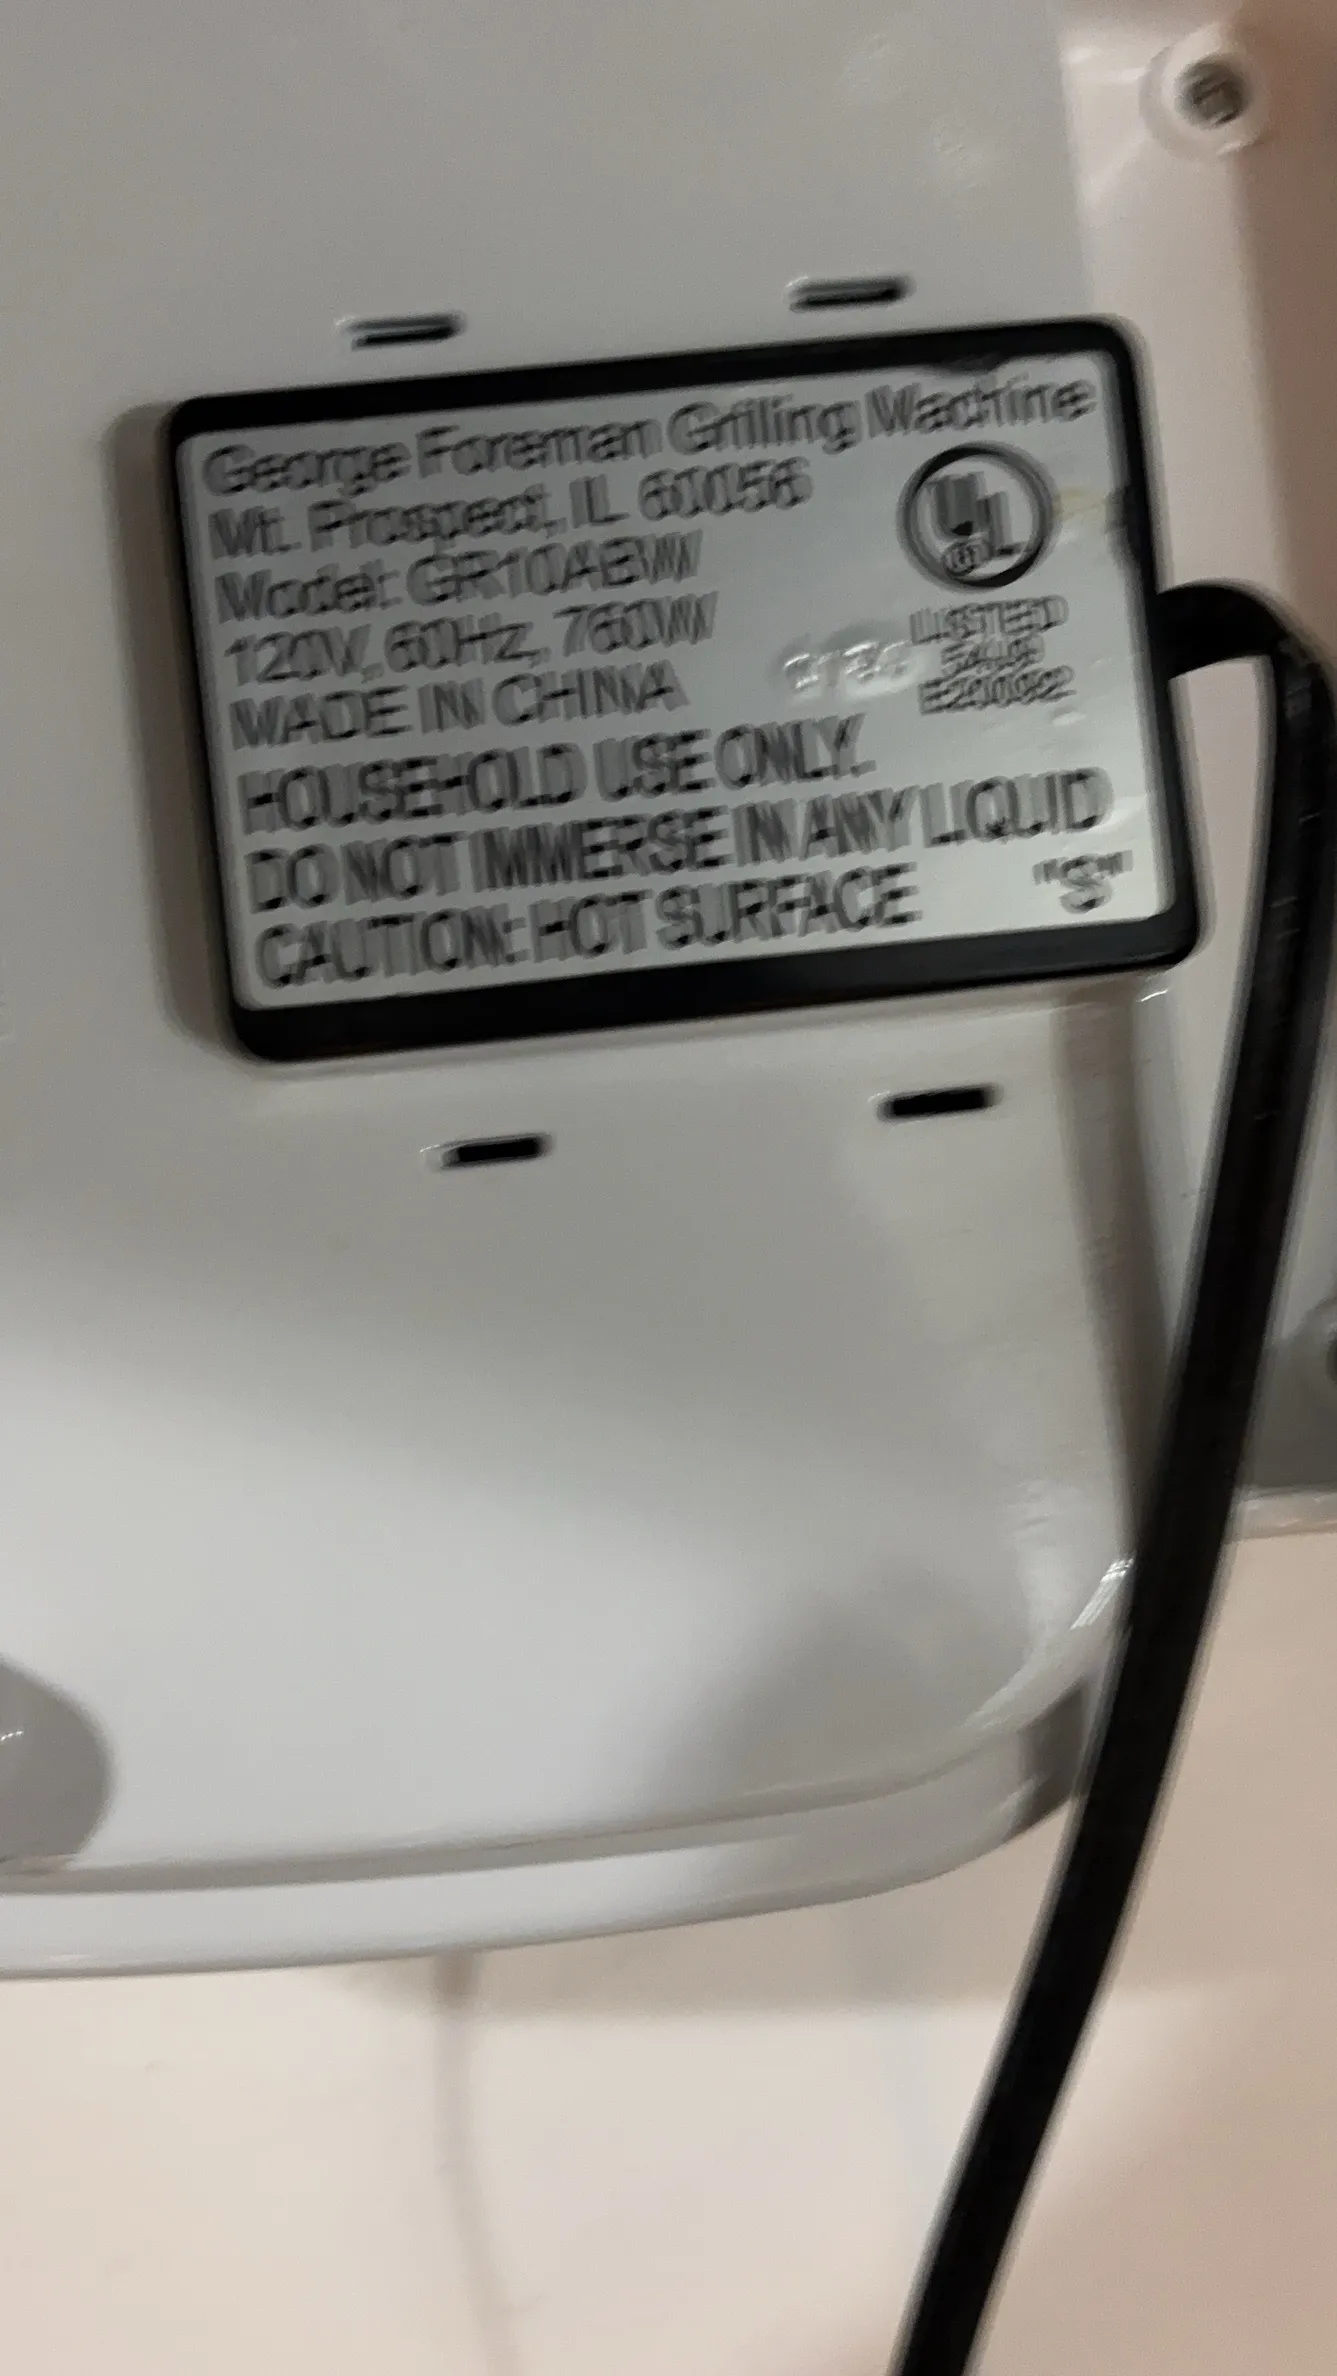 George Foreman Grilling Machine
Mt. Prospect, IL 60056
Model: GR10ABW
120V, 60Hz, 760W
MADE IN CHINA
UL
LISTED
HOUSEHOLD USE ONLY.
DO NOT IMMERSE IN ANY LIQUID
CAUTION: HOT SURFACE
"S"